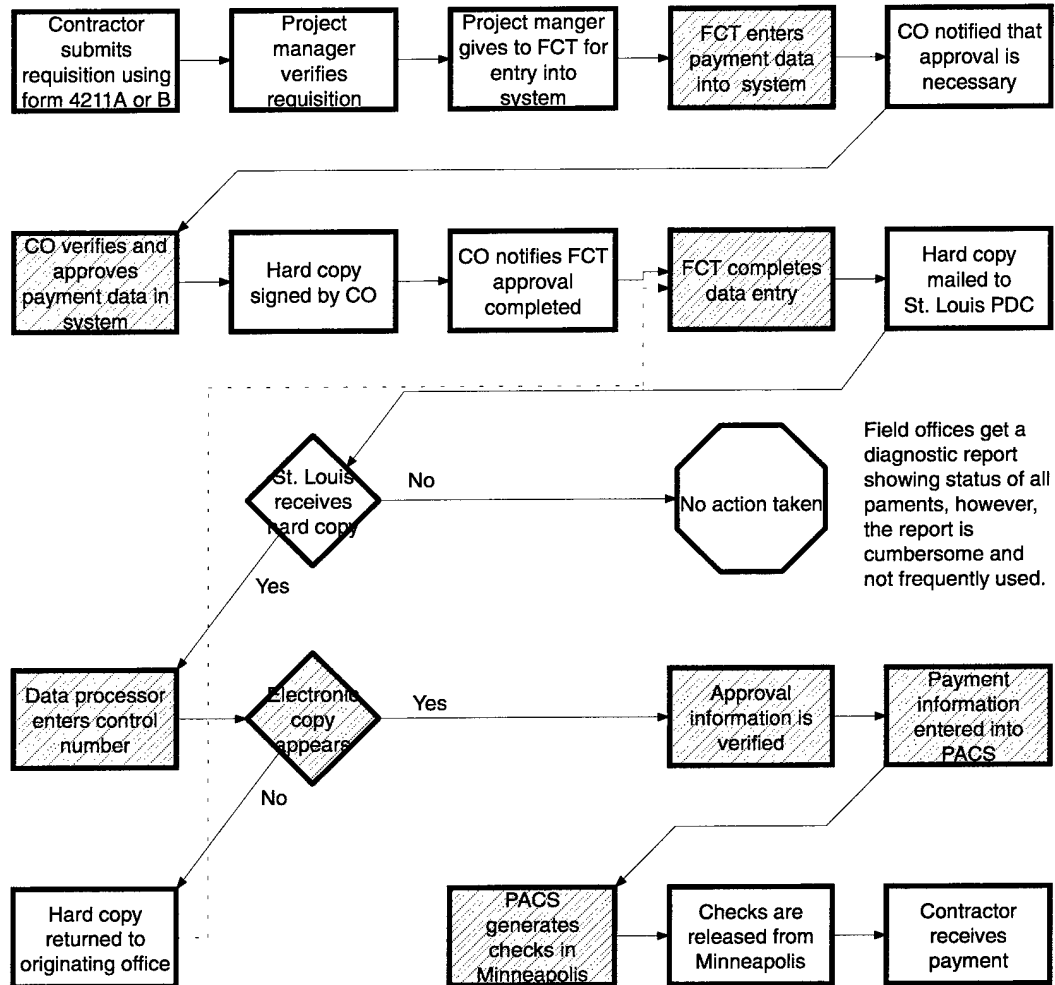 Contractor
submits
requisition using
form 4211A or B
Project
manager
verifies
requisition
Project manger
gives to FCT for
entry into
system
FCT enters
payment data
into system
CO notified that
approval is
necessary
CO verifies and
approves
payment data in
system
Hard copy
signed by CO
CO notifies FCT
approval
completed
FCT completes
data entry
Hard copy
mailed to
St. Louis PDC
St. Louis
receives
hard copy
No
No action taken
Field offices get a
diagnostic report
showing status of all
paments, however,
the report is
cumbersome and
not frequently used.
Yes
Data processor
enters control
number
Electronic
copy
appears
Yes
Approval
information is
verified
Payment
information
entered into
PACS
No
Hard copy
returned to
originating office
PACS
generates
checks in
Minneapolis
Checks are
released from
Minneapolis
Contractor
receives
payment